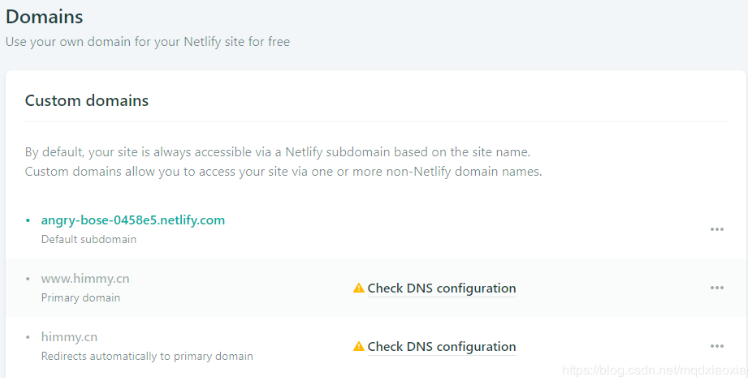 Domains
Use your own domain for your Netlify site for free
Custom domains
By default, your site is always accessible via a Netlify subdomain based on the site name.
Custom domains allow you to access your site via one or more non-Netlify domain names.
angry-bose-0458e5.netlify.com
Default subdomain
www.himmy.cn
Primary domain
Check DNS configuration
himmy.cn
Redirects automatically to primary domain
Check DNS configuration
https://blog.csdn.net/mqdxiaoxiaj